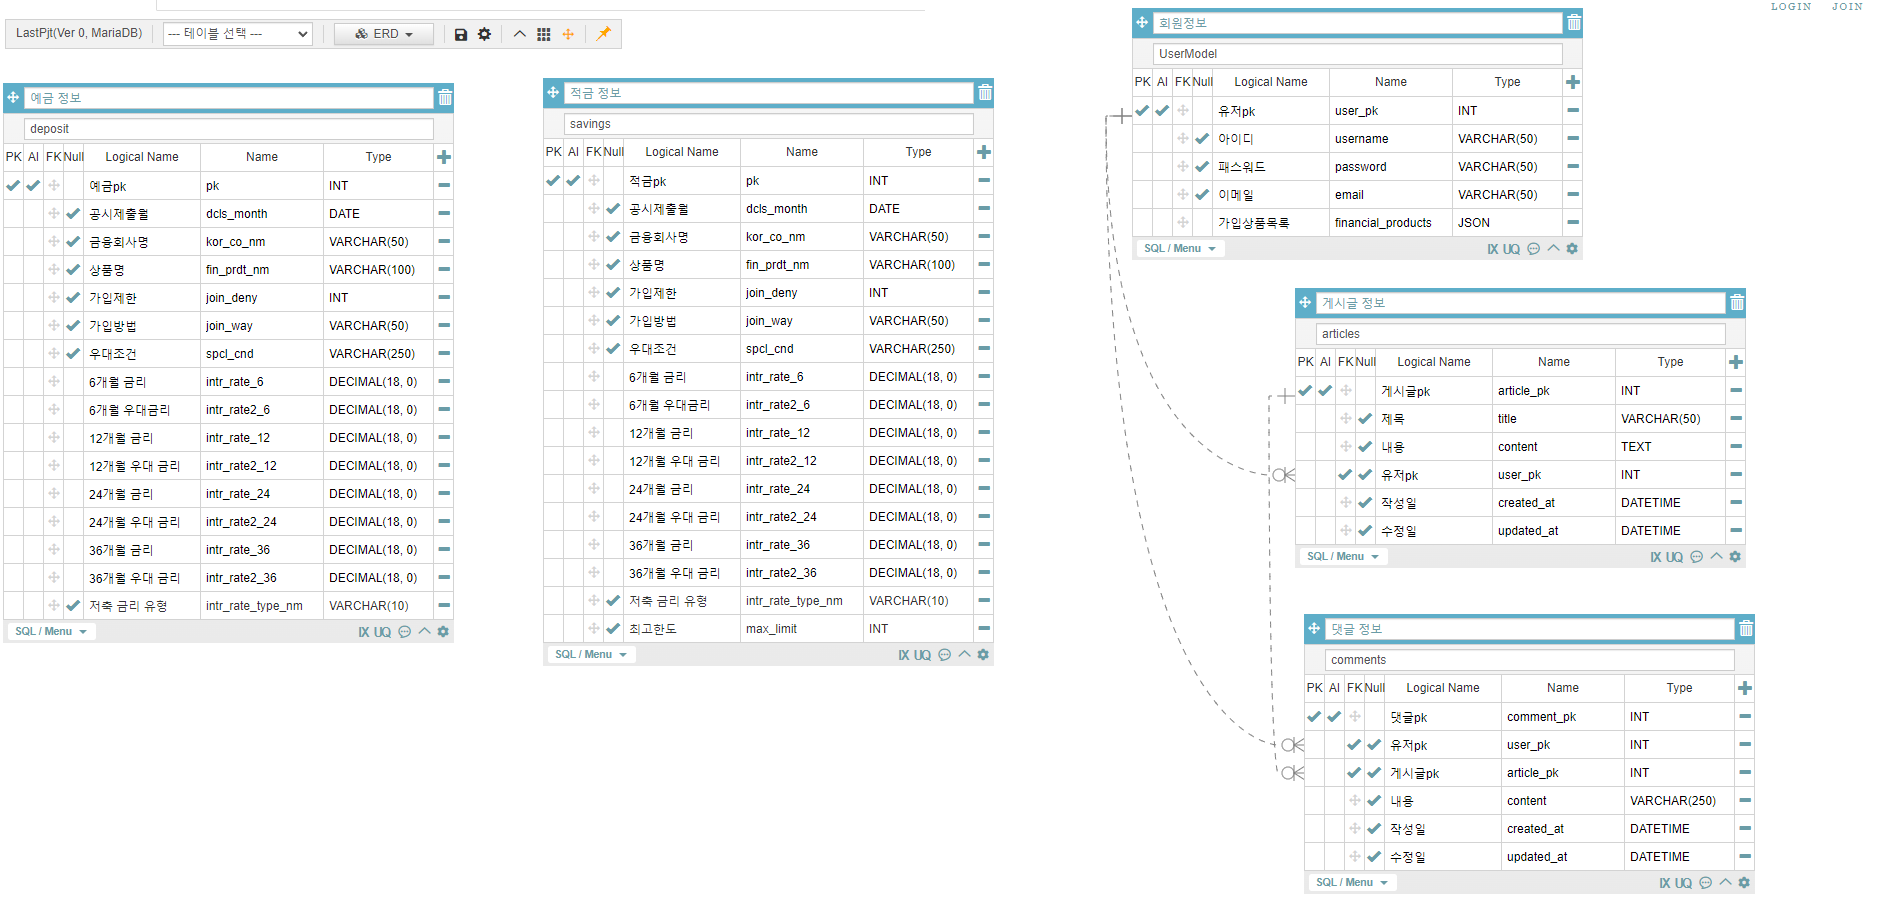 LOGIN JOIN
LastPjt(Ver 0, MariaDB) --- 테이블 선택 --- ERD
예금 정보
deposit
PK AI FK Null Logical Name Name Type
예금pk pk INT
공시제출월 dcls_month DATE
금융회사명 kor_co_nm VARCHAR(50)
상품명 fin_prdt_nm VARCHAR(100)
가입제한 join_deny INT
가입방법 join_way VARCHAR(50)
우대조건 spcl_cnd VARCHAR(250)
6개월 금리 intr_rate_6 DECIMAL(18, 0)
6개월 우대금리 intr_rate2_6 DECIMAL(18, 0)
12개월 금리 intr_rate_12 DECIMAL(18, 0)
12개월 우대 금리 intr_rate2_12 DECIMAL(18, 0)
24개월 금리 intr_rate_24 DECIMAL(18, 0)
24개월 우대 금리 intr_rate2_24 DECIMAL(18, 0)
36개월 금리 intr_rate_36 DECIMAL(18, 0)
36개월 우대 금리 intr_rate2_36 DECIMAL(18, 0)
저축 금리 유형 intr_rate_type_nm VARCHAR(10)
SQL / Menu IX UQ
적금 정보
savings
PK AI FK Null Logical Name Name Type
적금pk pk INT
공시제출월 dcls_month DATE
금융회사명 kor_co_nm VARCHAR(50)
상품명 fin_prdt_nm VARCHAR(100)
가입제한 join_deny INT
가입방법 join_way VARCHAR(50)
우대조건 spcl_cnd VARCHAR(250)
6개월 금리 intr_rate_6 DECIMAL(18, 0)
6개월 우대금리 intr_rate2_6 DECIMAL(18, 0)
12개월 금리 intr_rate_12 DECIMAL(18, 0)
12개월 우대 금리 intr_rate2_12 DECIMAL(18, 0)
24개월 금리 intr_rate_24 DECIMAL(18, 0)
24개월 우대 금리 intr_rate2_24 DECIMAL(18, 0)
36개월 금리 intr_rate_36 DECIMAL(18, 0)
36개월 우대 금리 intr_rate2_36 DECIMAL(18, 0)
저축 금리 유형 intr_rate_type_nm VARCHAR(10)
최고한도 max_limit INT
SQL / Menu IX UQ
회원정보
UserModel
PK AI FK Null Logical Name Name Type
유저pk user_pk INT
아이디 username VARCHAR(50)
패스워드 password VARCHAR(50)
이메일 email VARCHAR(50)
가입상품목록 financial_products JSON
SQL / Menu IX UQ
게시글 정보
articles
PK AI FK Null Logical Name Name Type
게시글pk article_pk INT
제목 title VARCHAR(50)
내용 content TEXT
유저pk user_pk INT
작성일 created_at DATETIME
수정일 updated_at DATETIME
SQL / Menu IX UQ
댓글 정보
comments
PK AI FK Null Logical Name Name Type
댓글pk comment_pk INT
유저pk user_pk INT
게시글pk article_pk INT
내용 content VARCHAR(250)
작성일 created_at DATETIME
수정일 updated_at DATETIME
SQL / Menu IX UQ